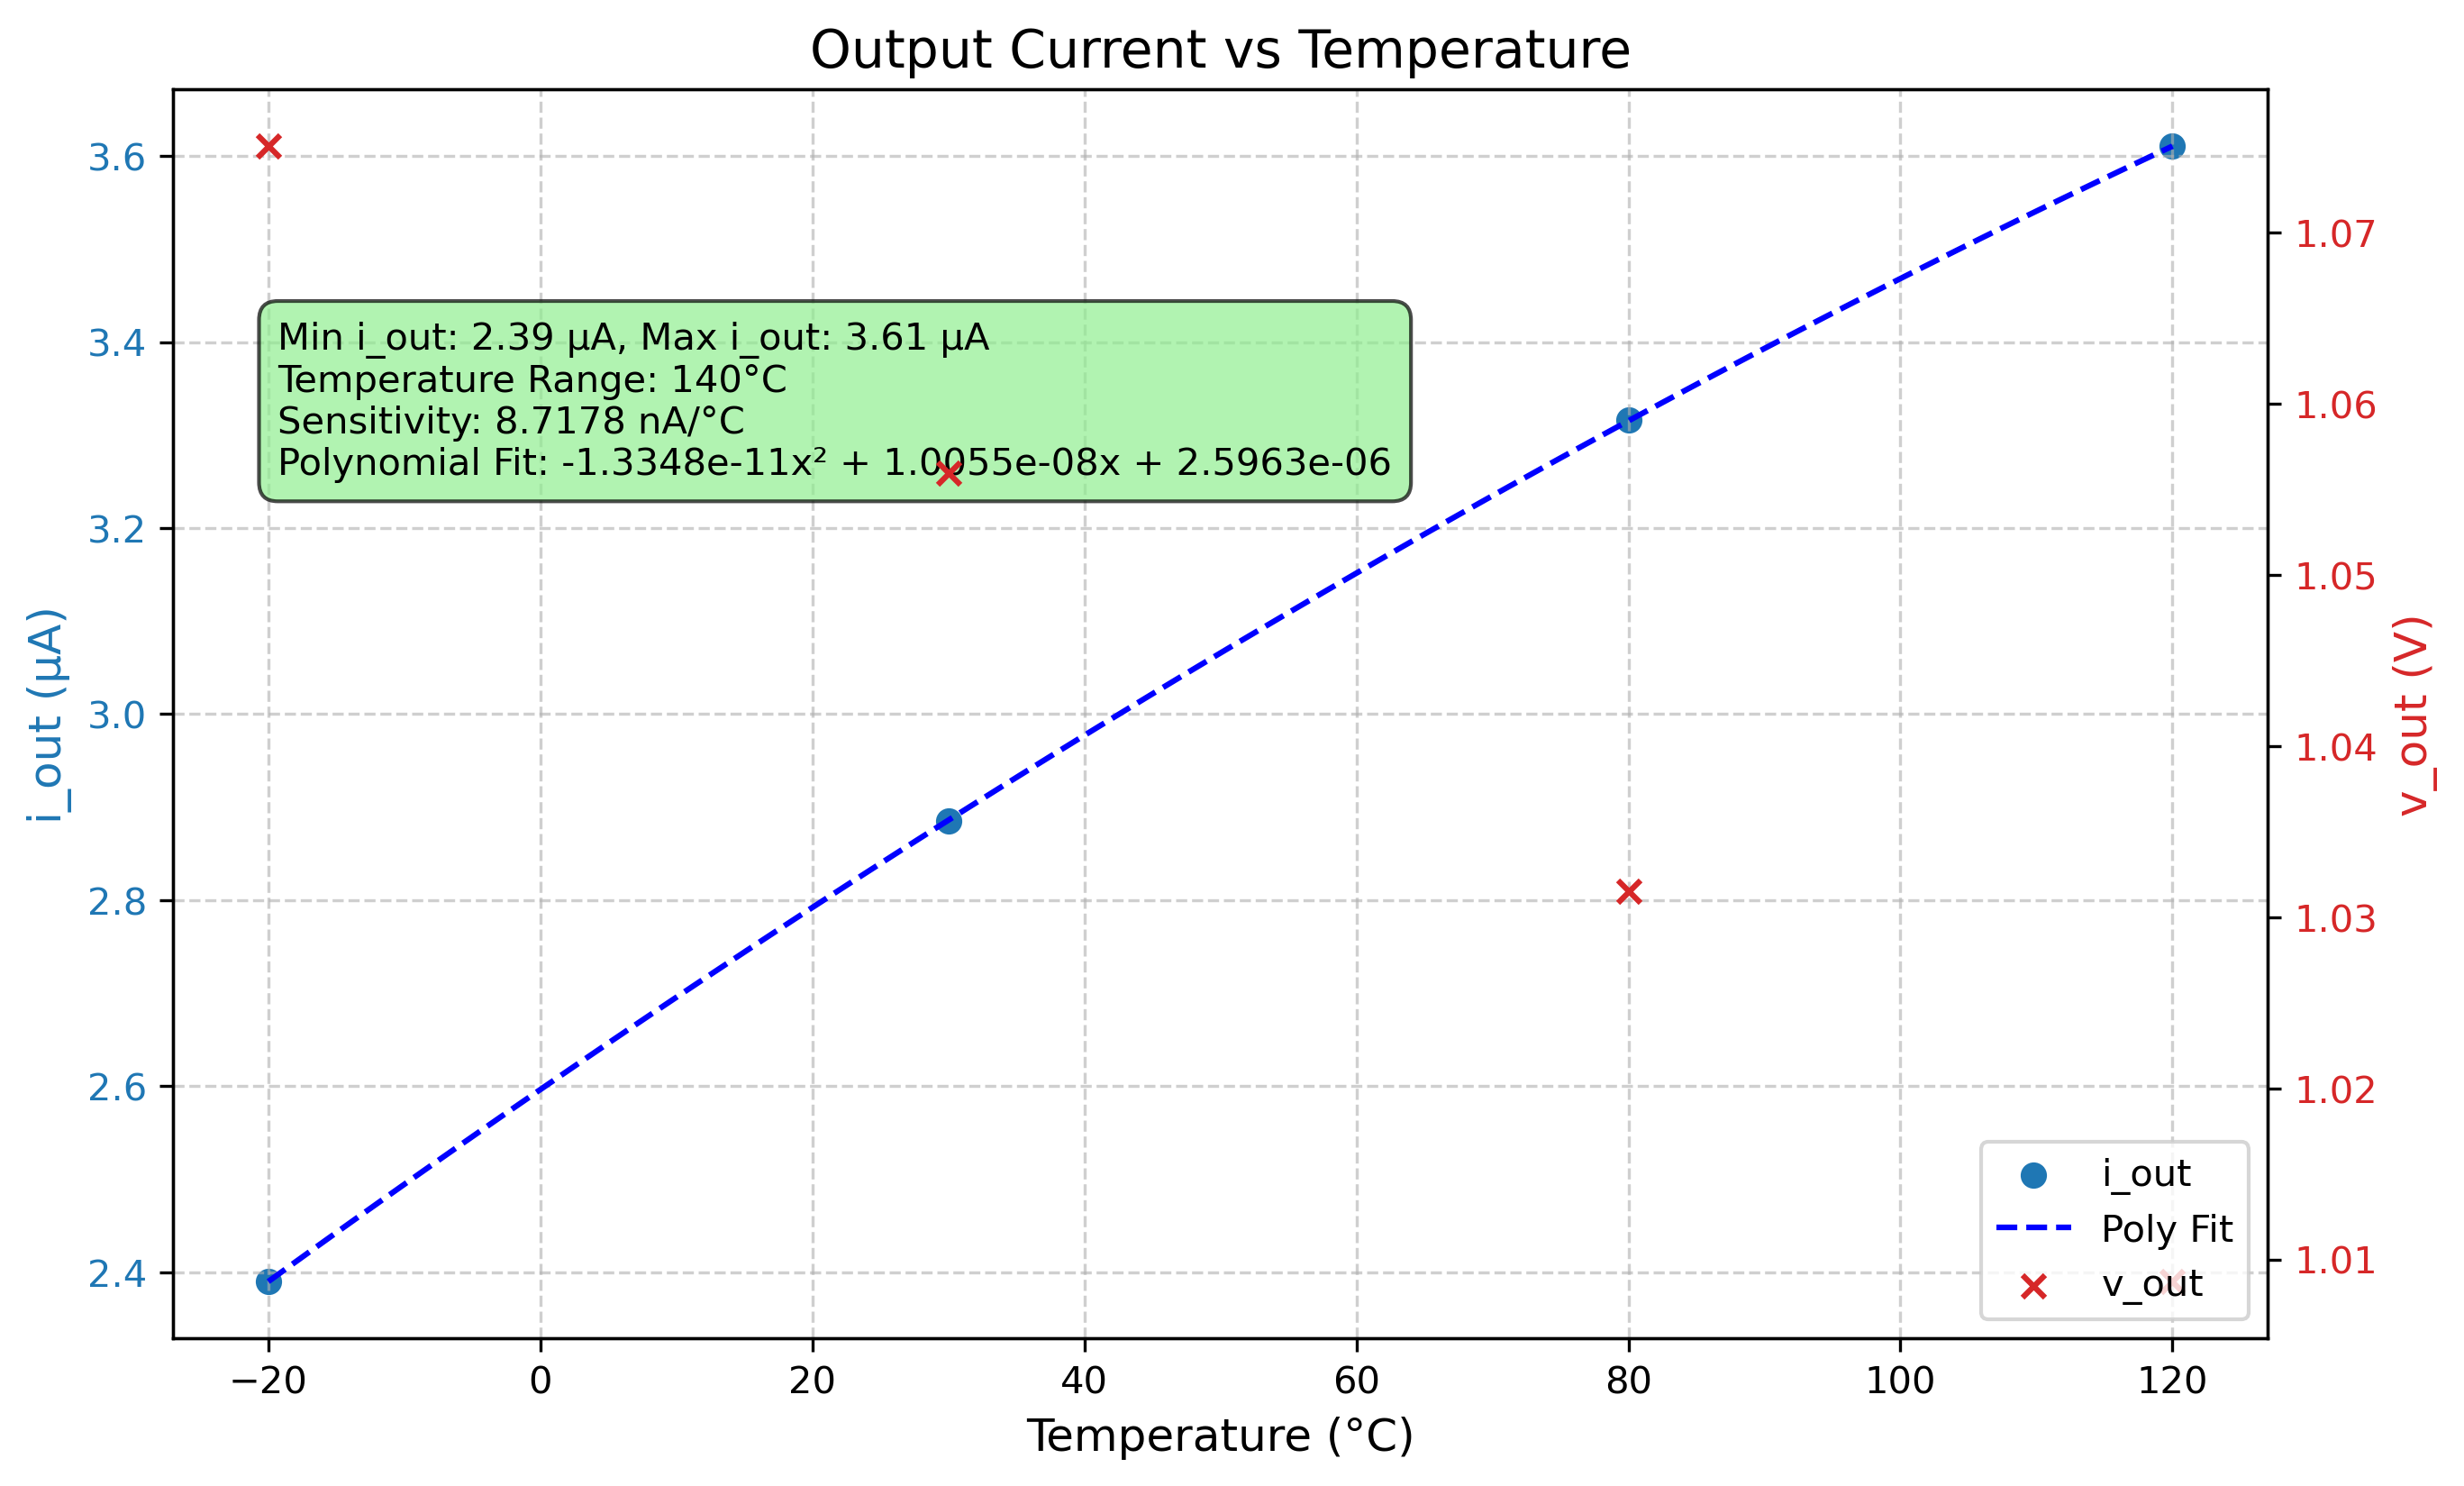 Output Current vs Temperature
3.6
3.4
3.2
3.0
2.8
2.6
2.4
i_out (µA)
Min i_out: 2.39 µA, Max i_out: 3.61 µA
Temperature Range: 140°C
Sensitivity: 8.7178 nA/°C
Polynomial Fit: -1.3348e-11x² + 1.0055e-08x + 2.5963e-06
1.07
1.06
1.05
1.04
1.03
1.02
1.01
v_out (V)
i_out
Poly Fit
v_out
−20 0 20 40 60 80 100 120
Temperature (°C)